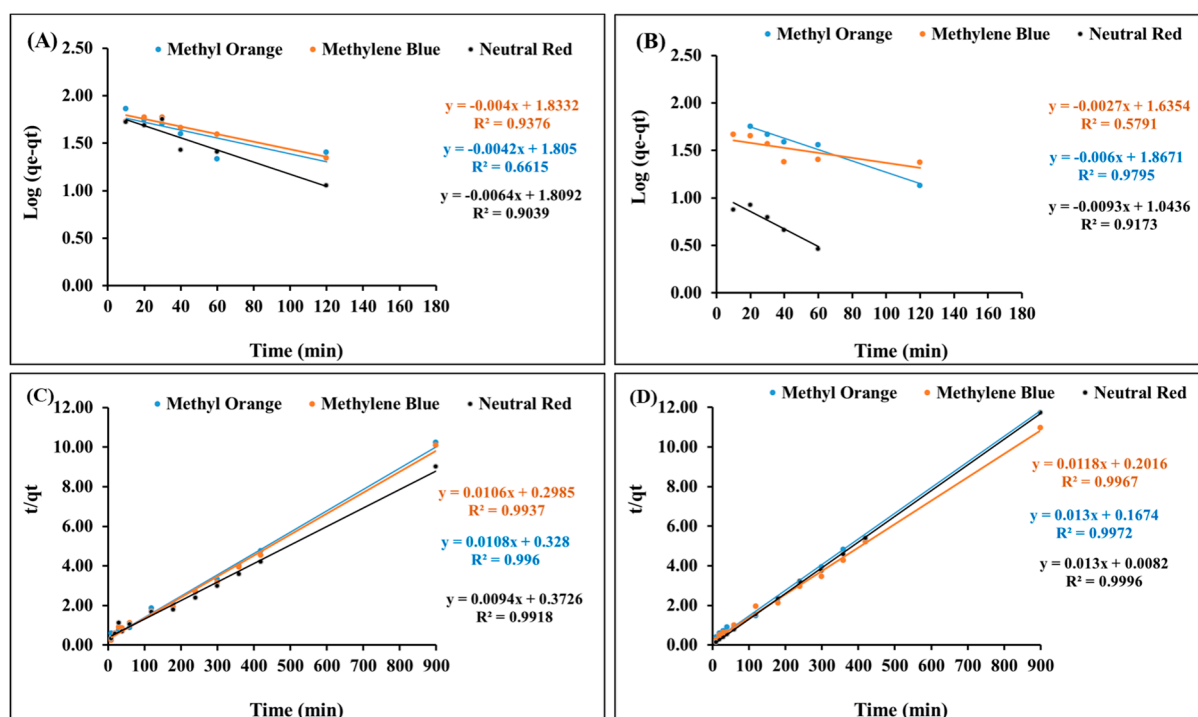 (A)
Methyl Orange Methylene Blue Neutral Red
Log (qe-qt)
2.50
2.00
1.50
1.00
0.50
0.00
y = -0.004x + 1.8332
R² = 0.9376
y = -0.0042x + 1.805
R² = 0.6615
y = -0.0064x + 1.8092
R² = 0.9039
0 20 40 60 80 100 120 140 160 180
Time (min)
(B)
Methyl Orange Methylene Blue Neutral Red
Log (qe-qt)
2.50
2.00
1.50
1.00
0.50
0.00
y = -0.0027x + 1.6354
R² = 0.5791
y = -0.006x + 1.8671
R² = 0.9795
y = -0.0093x + 1.0436
R² = 0.9173
0 20 40 60 80 100 120 140 160 180
Time (min)
(C)
Methyl Orange Methylene Blue Neutral Red
t/qt
12.00
10.00
8.00
6.00
4.00
2.00
0.00
y = 0.0106x + 0.2985
R² = 0.9937
y = 0.0108x + 0.328
R² = 0.996
y = 0.0094x + 0.3726
R² = 0.9918
0 100 200 300 400 500 600 700 800 900
Time (min)
(D)
Methyl Orange Methylene Blue Neutral Red
t/qt
12.00
10.00
8.00
6.00
4.00
2.00
0.00
y = 0.0118x + 0.2016
R² = 0.9967
y = 0.013x + 0.1674
R² = 0.9972
y = 0.013x + 0.0082
R² = 0.9996
0 100 200 300 400 500 600 700 800 900
Time (min)